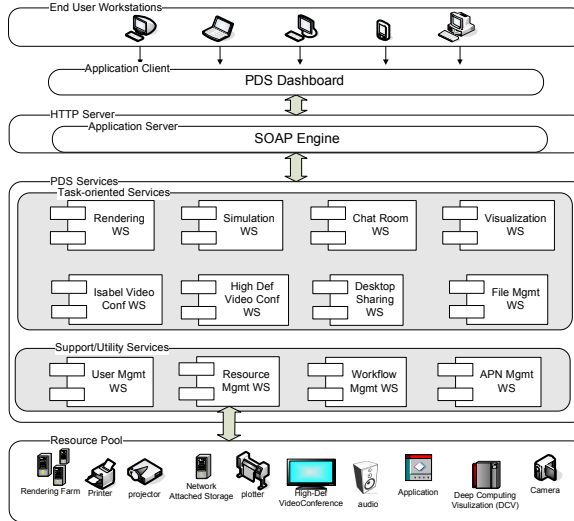 End User Workstations
Application Client
PDS Dashboard
HTTP Server
Application Server
SOAP Engine
PDS Services
Task-oriented Services
Rendering
WS
Simulation
WS
Chat Room
WS
Visualization
WS
Isabel Video
Conf WS
High Def
Video Conf
WS
Desktop
Sharing
WS
File Mgmt
WS
Support/Utility Services
User Mgmt
WS
Resource
Mgmt WS
Workflow
Mgmt WS
APN Mgmt
WS
Resource Pool
Rendering Farm
Printer
projector
Network
Attached Storage
plotter
High-Def
VideoConference
audio
Application
Deep Computing
Visulization (DCV)
Camera